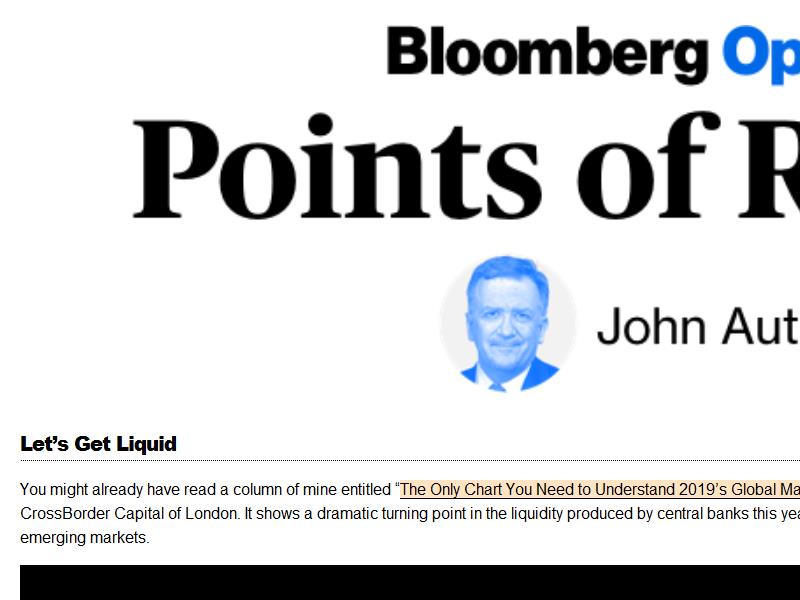 Bloomberg Op
Points of R
John Aut
Let’s Get Liquid
You might already have read a column of mine entitled “The Only Chart You Need to Understand 2019’s Global Ma
CrossBorder Capital of London. It shows a dramatic turning point in the liquidity produced by central banks this yea
emerging markets.